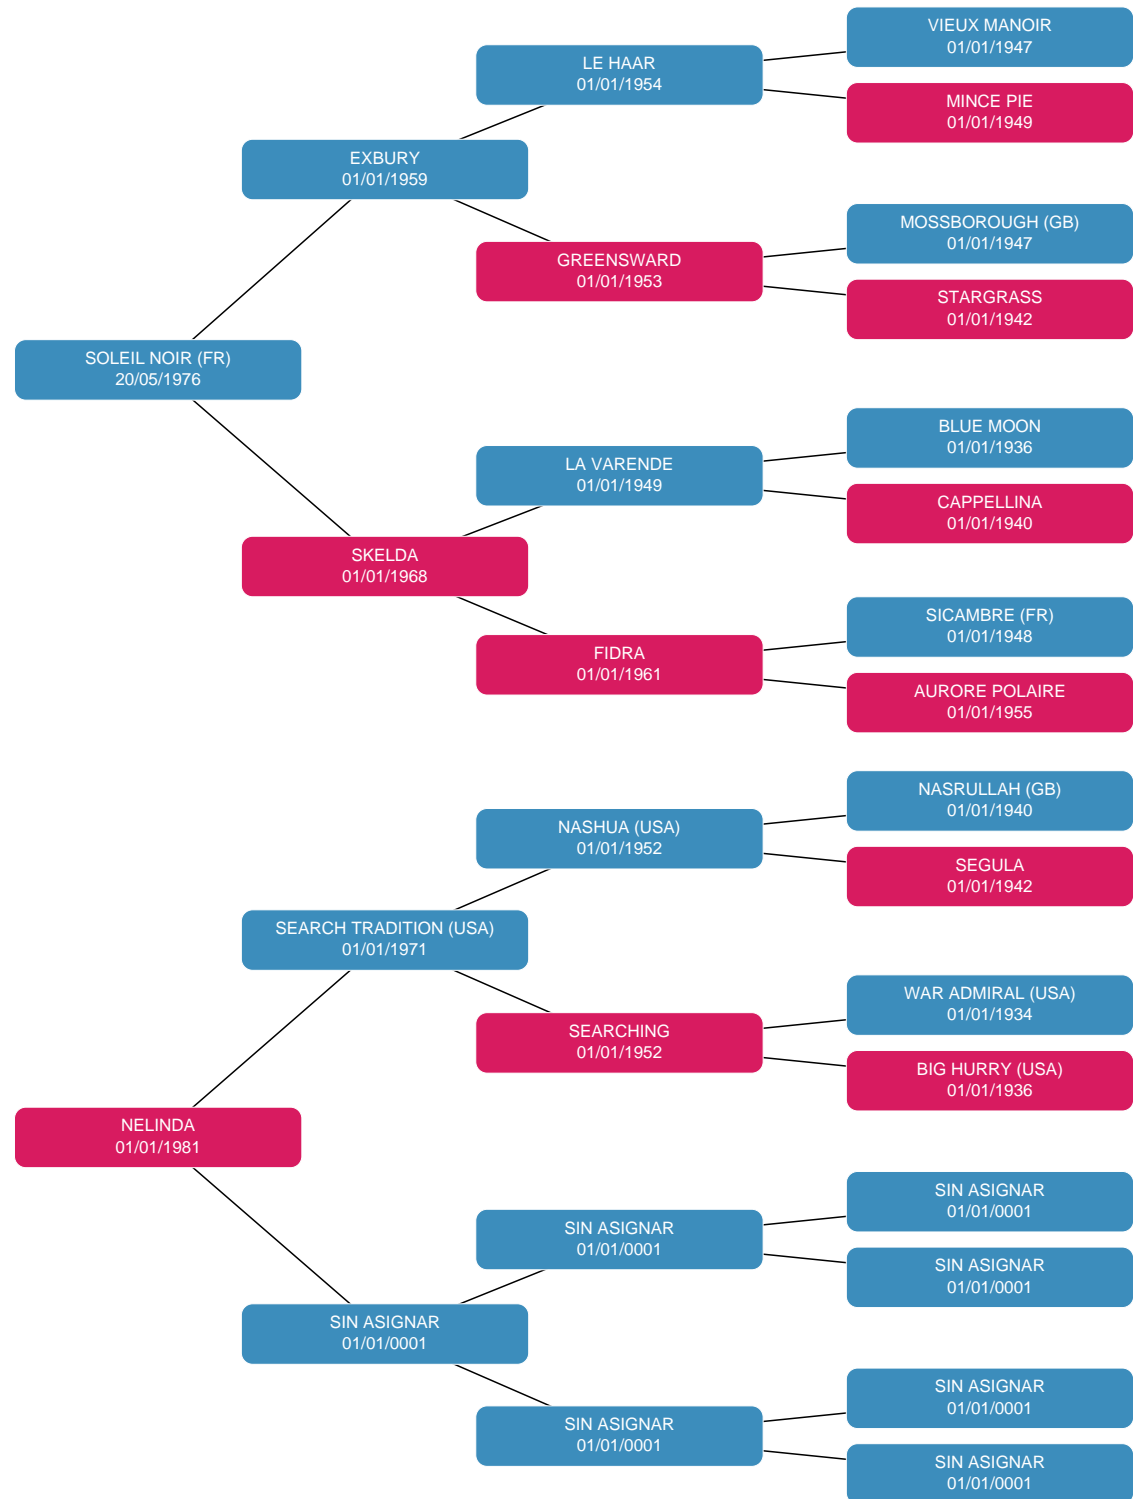 VIEUX MANOIR
01/01/1947
LE HAAR
01/01/1954
MINCE PIE
01/01/1949
EXBURY
01/01/1959
MOSSBOROUGH (GB)
01/01/1947
GREENSWARD
01/01/1953
STARGRASS
01/01/1942
SOLEIL NOIR (FR)
20/05/1976
BLUE MOON
01/01/1936
LA VARENDE
01/01/1949
CAPPELLINA
01/01/1940
SKELDA
01/01/1968
SICAMBRE (FR)
01/01/1948
FIDRA
01/01/1961
AURORE POLAIRE
01/01/1955
NASRULLAH (GB)
01/01/1940
NASHUA (USA)
01/01/1952
SEGULA
01/01/1942
SEARCH TRADITION (USA)
01/01/1971
WAR ADMIRAL (USA)
01/01/1934
SEARCHING
01/01/1952
BIG HURRY (USA)
01/01/1936
NELINDA
01/01/1981
SIN ASIGNAR
01/01/0001
SIN ASIGNAR
01/01/0001
SIN ASIGNAR
01/01/0001
SIN ASIGNAR
01/01/0001
SIN ASIGNAR
01/01/0001
SIN ASIGNAR
01/01/0001
SIN ASIGNAR
01/01/0001